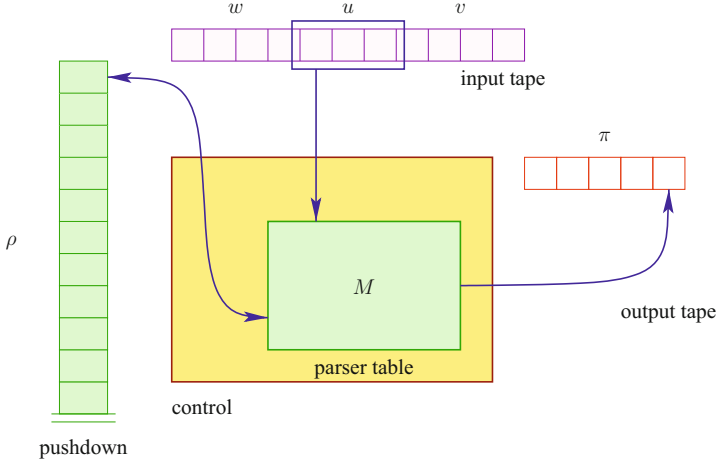 w u v
input tape
π
ρ
M
output tape
parser table
control
pushdown